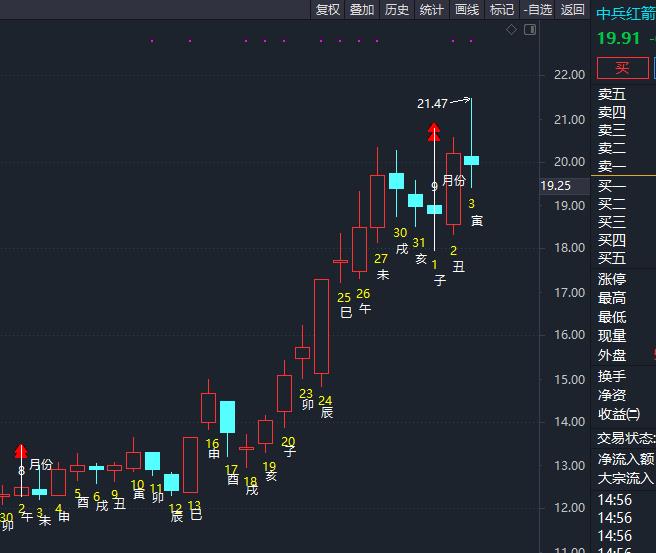 复权 叠加 历史 统计 画线 标记 -自选 返回
中兵红箭
19.91
买
卖五
卖四
卖三
卖二
卖一
买一
买二
买三
买四
买五
涨停
最高
最低
现量
外盘
换手
净资
收益㈡
交易状态:
净流入额
大宗流入
14:56
14:56
14:56
14:56
22.00
21.00
20.00
19.25
19.00
18.00
17.00
16.00
15.00
14.00
13.00
12.00
11.00
21.47
9 月份
8 月份
30 卯
2 午
3 未
4 申
5 酉
6 戌
9 丑
10 寅
11 卯
12 辰
13 巳
16 申
17 酉
18 戌
19 亥
20 子
23 卯
24 辰
25 巳
26 午
27 未
30 戌
31 亥
1 子
2 丑
3 寅